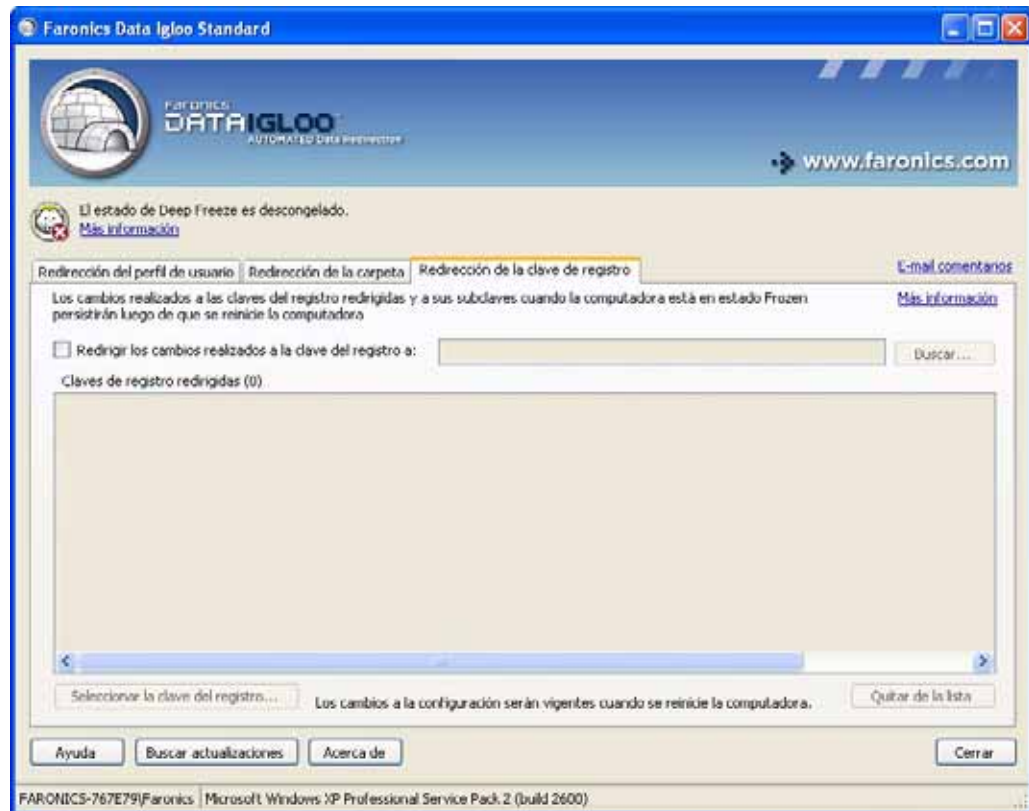 Faronics Data Igloo Standard
FARONICS
DATAIGLOO
AUTOMATED Data Redirection
www.faronics.com
El estado de Deep Freeze es descongelado.
Más información
Redirección del perfil de usuario
Redirección de la carpeta
Redirección de la clave de registro
E-mail comentarios
Los cambios realizados a las claves del registro redirigidas y a sus subclaves cuando la computadora está en estado Frozen
persistirán luego de que se reinicie la computadora
Más información
Redirigir los cambios realizados a la clave del registro a:
Buscar...
Claves de registro redirigidas (0)
Seleccionar la clave del registro...
Los cambios a la configuración serán vigentes cuando se reinicie la computadora.
Quitar de la lista
Ayuda
Buscar actualizaciones
Acerca de
Cerrar
FARONICS-767E79\Faronics
Microsoft Windows XP Professional Service Pack 2 (build 2600)